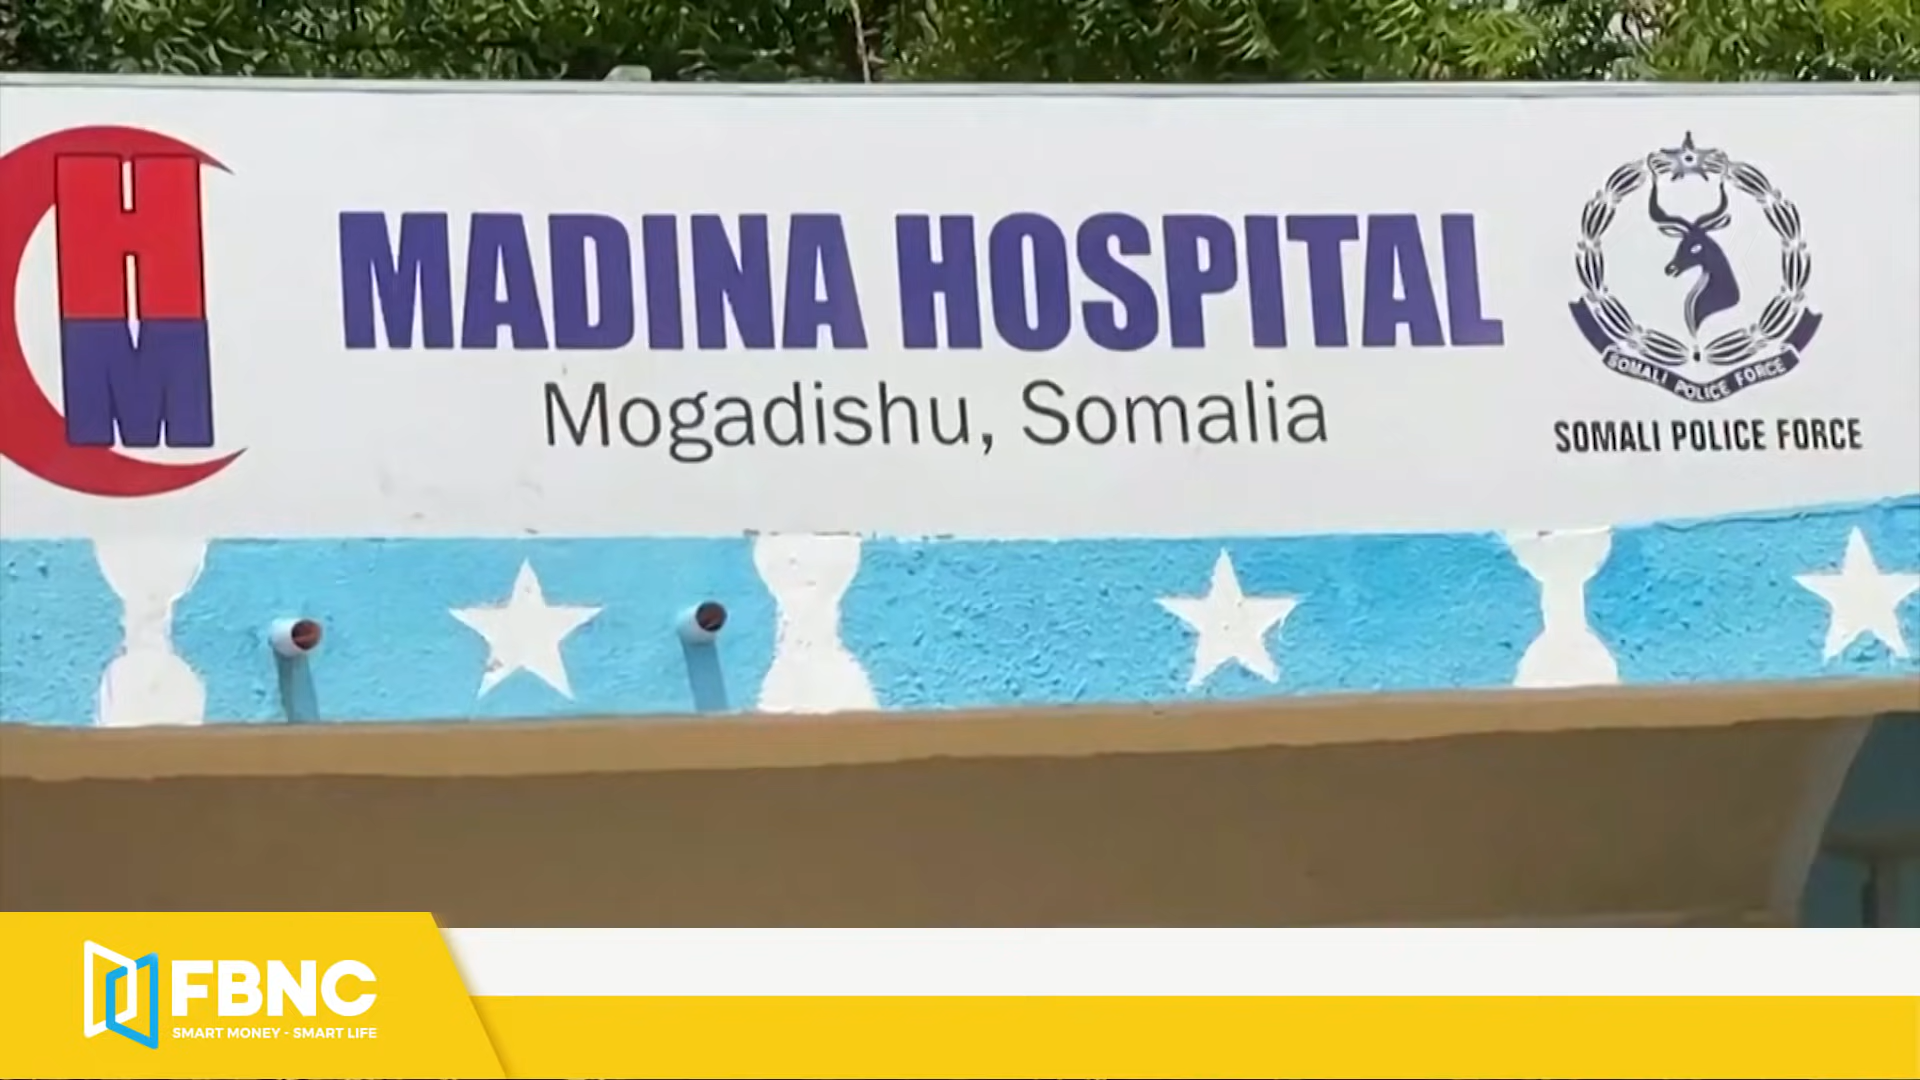 HM
MADINA HOSPITAL
Mogadishu, Somalia
SOMALI POLICE FORCE
SOMALI POLICE FORCE
FBNC
SMART MONEY - SMART LIFE